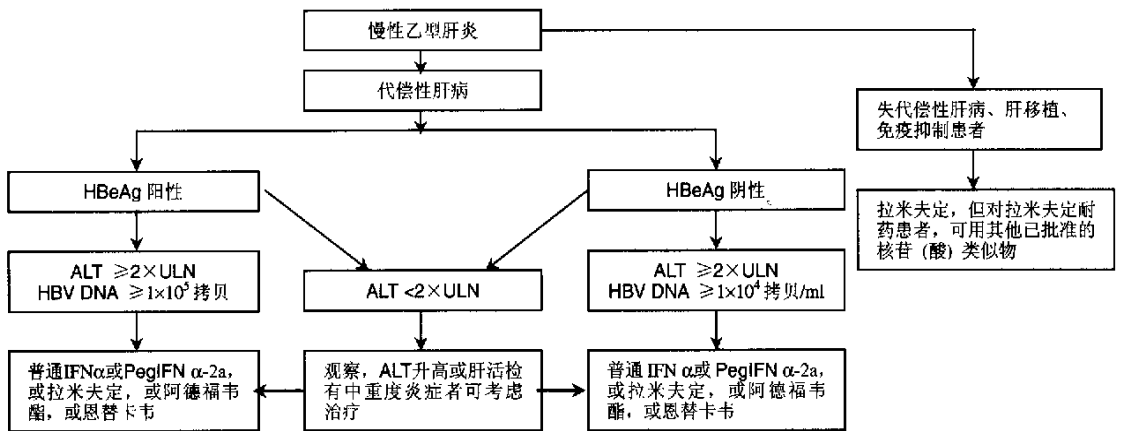 慢性乙型肝炎
代偿性肝病
失代偿性肝病、肝移植、
免疫抑制患者
HBeAg 阳性
HBeAg 阴性
拉米夫定，但对拉米夫定耐
药患者，可用其他已批准的
核苷（酸）类似物
ALT ≥2×ULN
HBV DNA ≥1×10⁵ 拷贝
ALT <2×ULN
ALT ≥2×ULN
HBV DNA ≥1×10⁴ 拷贝/ml
普通IFNα或PegIFN α-2a，
或拉米夫定，或阿德福韦
酯，或恩替卡韦
观察，ALT升高或肝活检
有中重度炎症者可考虑
治疗
普通 IFN α或 PegIFN α-2a，
或拉米夫定，或阿德福韦
酯，或恩替卡韦